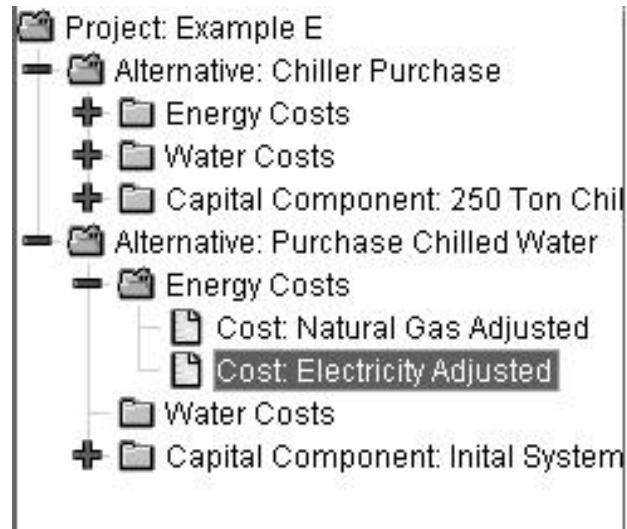 Project: Example E
Alternative: Chiller Purchase
Energy Costs
Water Costs
Capital Component: 250 Ton Chil
Alternative: Purchase Chilled Water
Energy Costs
Cost: Natural Gas Adjusted
Cost: Electricity Adjusted
Water Costs
Capital Component: Inital System